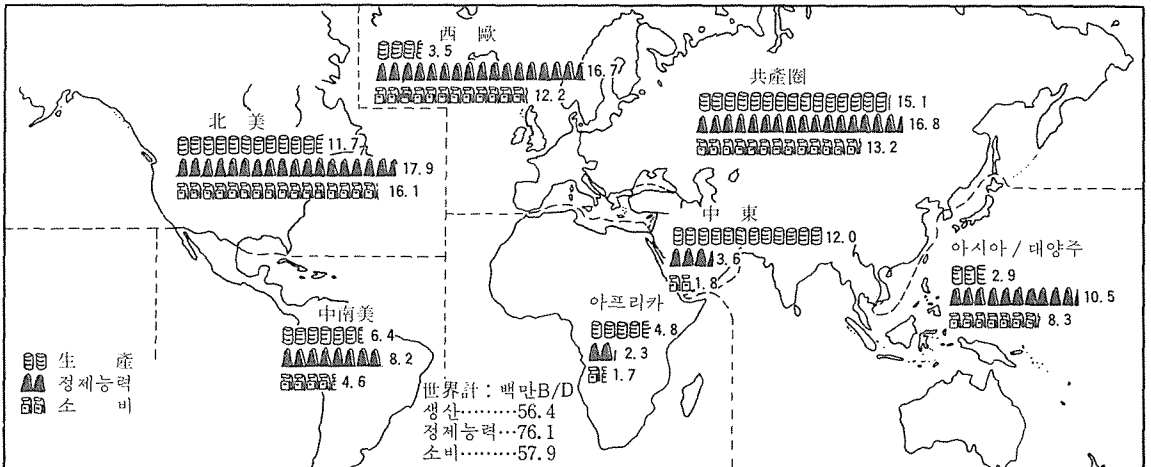 西 歐
3.5
16.7
12.2
共産圈
15.1
16.8
13.2
北 美
11.7
17.9
16.1
中 東
12.0
3.6
1.8
아시아 / 대양주
2.9
10.5
8.3
아프리카
4.8
2.3
1.7
中南美
6.4
8.2
4.6
生 産
정제능력
소 비
世界計 : 백만B/D
생산………56.4
정제능력…76.1
소비………57.9